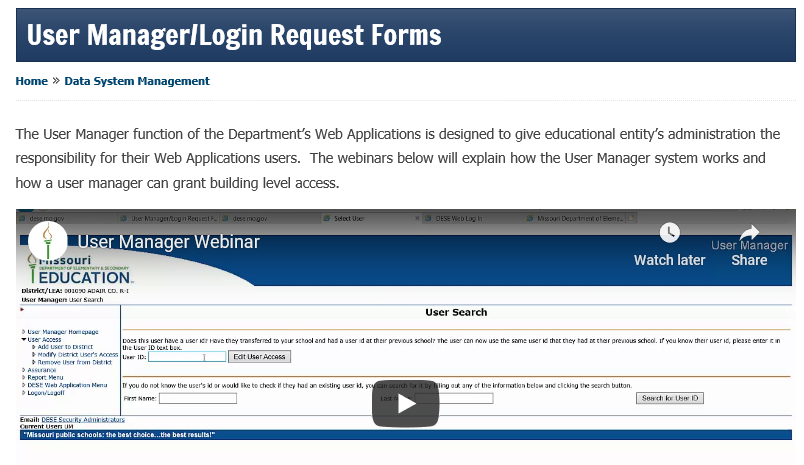 User Manager/Login Request Forms
Home » Data System Management
The User Manager function of the Department's Web Applications is designed to give educational entity's administration the
responsibility for their Web Applications users. The webinars below will explain how the User Manager system works and
how a user manager can grant building level access.
dese.mo.gov User Manager/Login Request F... dese.mo.gov Select User DESE Web Log In Missouri Department of Eleme...
User Manager Webinar
User Manager
Watch later Share
Missouri
DEPARTMENT OF ELEMENTARY & SECONDARY
EDUCATION
District/LEA: 001090 ADAIR CO. R-I
User Manager: User Search
User Search
User Manager Homepage
User Access
Add User to District
Modify District User's Access
Remove User from District
Assurance
Report Menu
DESE Web Application Menu
Logon/Logoff
Does this user have a user id? Have they transferred to your school and had a user id at their previous school? The user can now use the same user id that they had at their previous school. If you know their user id, please enter it in
the User ID text box.
User ID: Edit User Access
If you do not know the user's id or would like to check if they had an existing user id, you can search for it by filling out any of the information below and clicking the search button.
First Name: Search for User ID
Email: DESE Security Administrators
Current User: UM
"Missouri public schools: the best choice...the best results!"